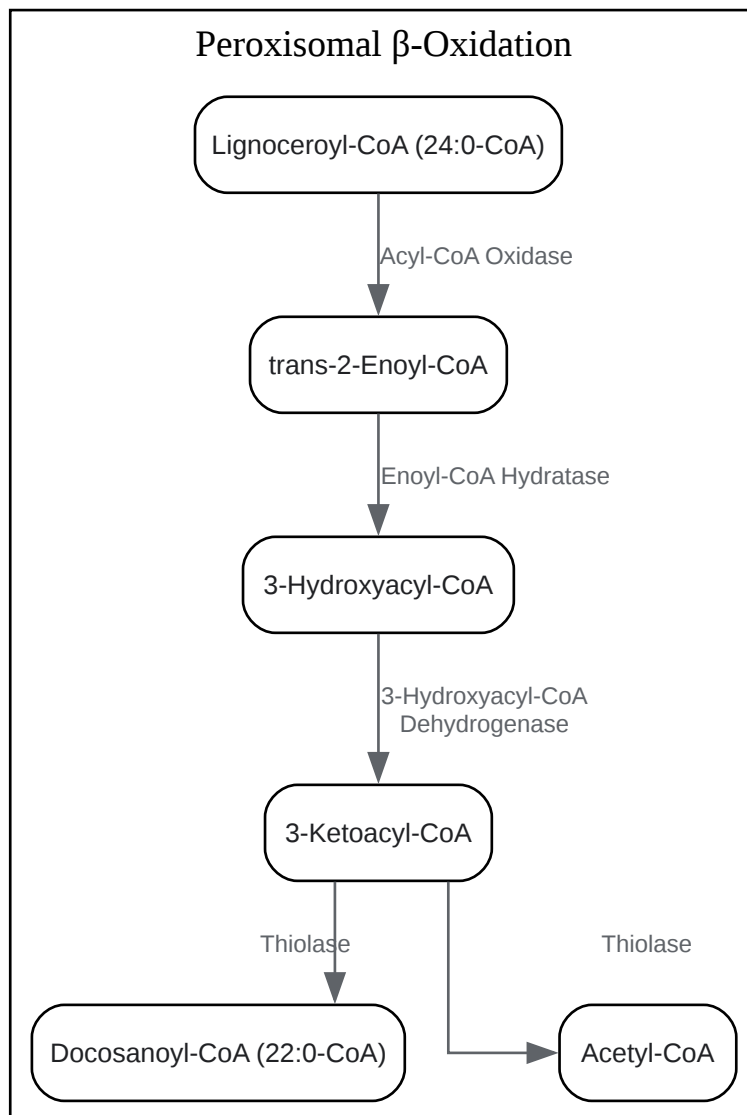 Peroxisomal β-Oxidation
Lignoceroyl-CoA (24:0-CoA)
Acyl-CoA Oxidase
trans-2-Enoyl-CoA
Enoyl-CoA Hydratase
3-Hydroxyacyl-CoA
3-Hydroxyacyl-CoA
Dehydrogenase
3-Ketoacyl-CoA
Thiolase
Thiolase
Docosanoyl-CoA (22:0-CoA)
Acetyl-CoA